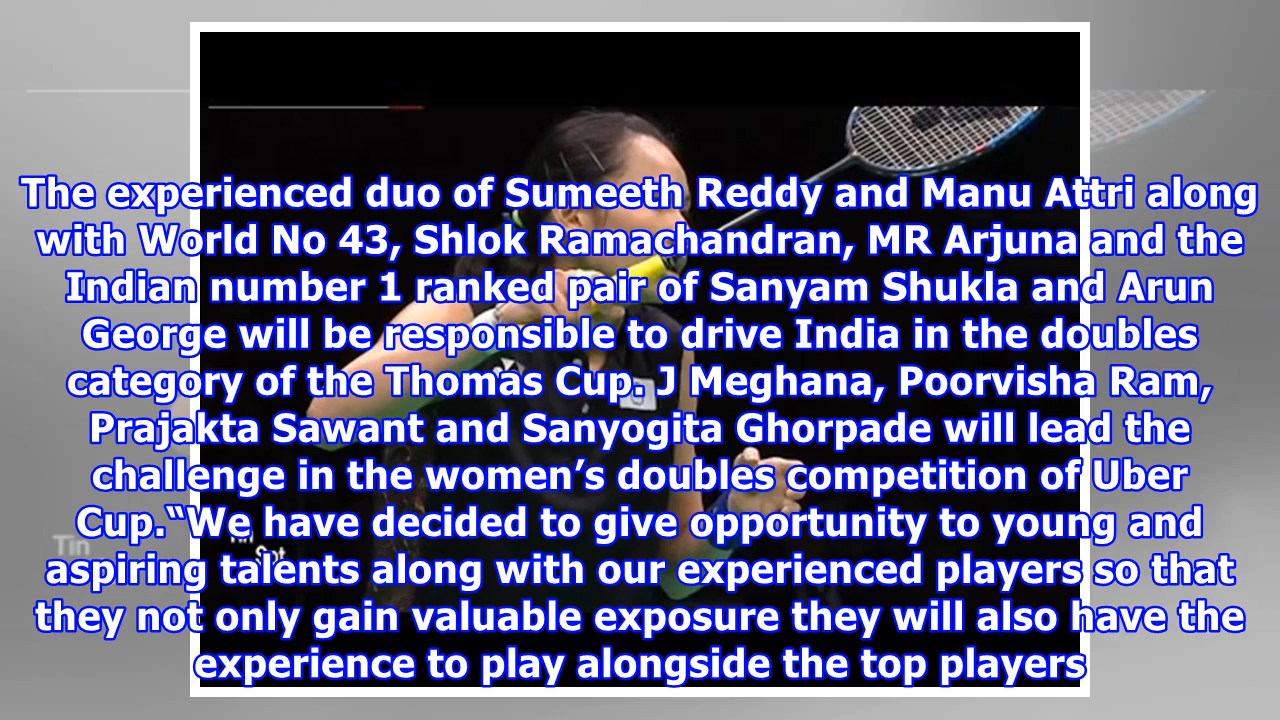 The experienced duo of Sumeeth Reddy and Manu Attri along
with World No 43, Shlok Ramachandran, MR Arjuna and the
Indian number 1 ranked pair of Sanyam Shukla and Arun
George will be responsible to drive India in the doubles
category of the Thomas Cup. J Meghana, Poorvisha Ram,
Prajakta Sawant and Sanyogita Ghorpade will lead the
challenge in the women’s doubles competition of Uber
Cup.“We have decided to give opportunity to young and
aspiring talents along with our experienced players so that
they not only gain valuable exposure they will also have the
experience to play alongside the top players
Tin